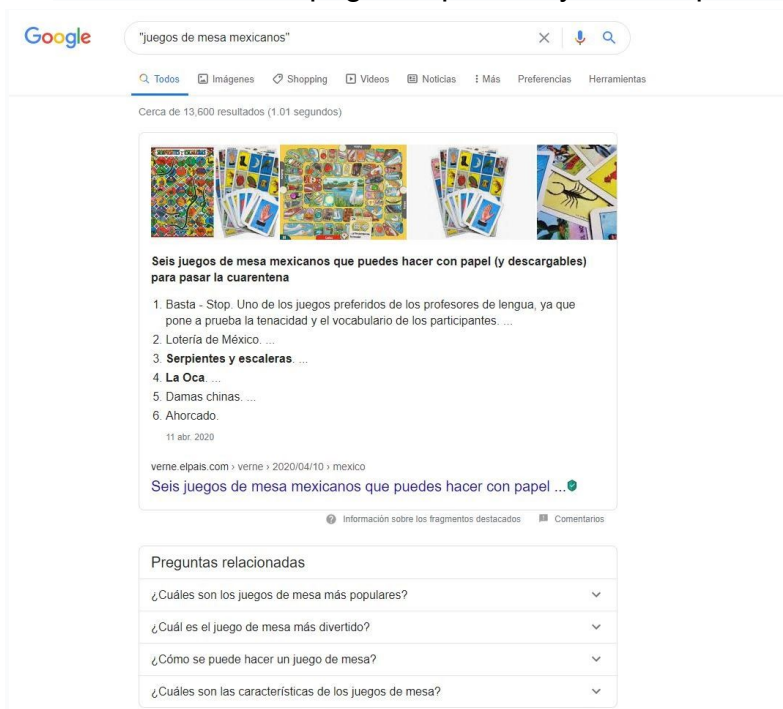 Google
"juegos de mesa mexicanos"
Todos Imágenes Shopping Videos Noticias Más Preferencias Herramientas
Cerca de 13,600 resultados (1.01 segundos)
Seis juegos de mesa mexicanos que puedes hacer con papel (y descargables)
para pasar la cuarentena
1. Basta - Stop. Uno de los juegos preferidos de los profesores de lengua, ya que
pone a prueba la tenacidad y el vocabulario de los participantes. ...
2. Lotería de México. ...
3. Serpientes y escaleras. ...
4. La Oca. ...
5. Damas chinas. ...
6. Ahorcado.
11 abr. 2020
verne.elpais.com › verne › 2020/04/10 › mexico
Seis juegos de mesa mexicanos que puedes hacer con papel ...
Información sobre los fragmentos destacados Comentarios
Preguntas relacionadas
¿Cuáles son los juegos de mesa más populares?
¿Cuál es el juego de mesa más divertido?
¿Cómo se puede hacer un juego de mesa?
¿Cuáles son las características de los juegos de mesa?